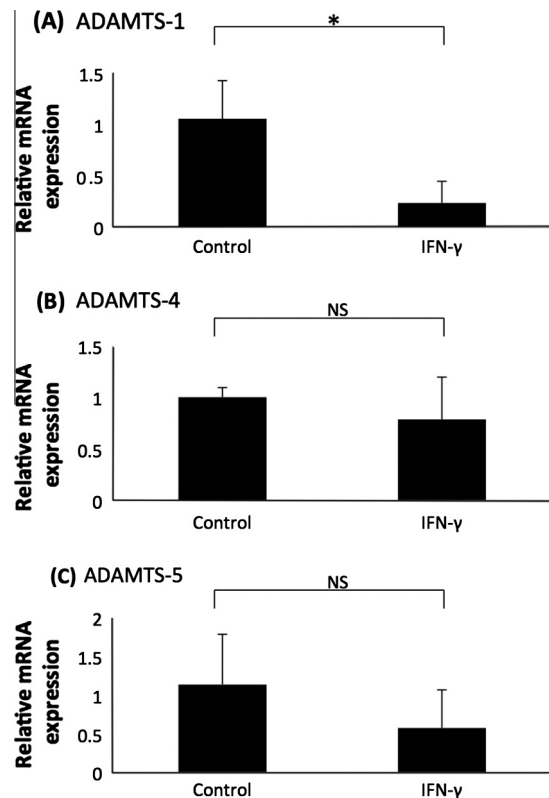 (A) ADAMTS-1
*
Relative mRNA
expression
1.5
1
0.5
0
Control IFN-γ
(B) ADAMTS-4
NS
Relative mRNA
expression
1.5
1
0.5
0
Control IFN-γ
(C) ADAMTS-5
NS
Relative mRNA
expression
2
1.5
1
0.5
0
Control IFN-γ